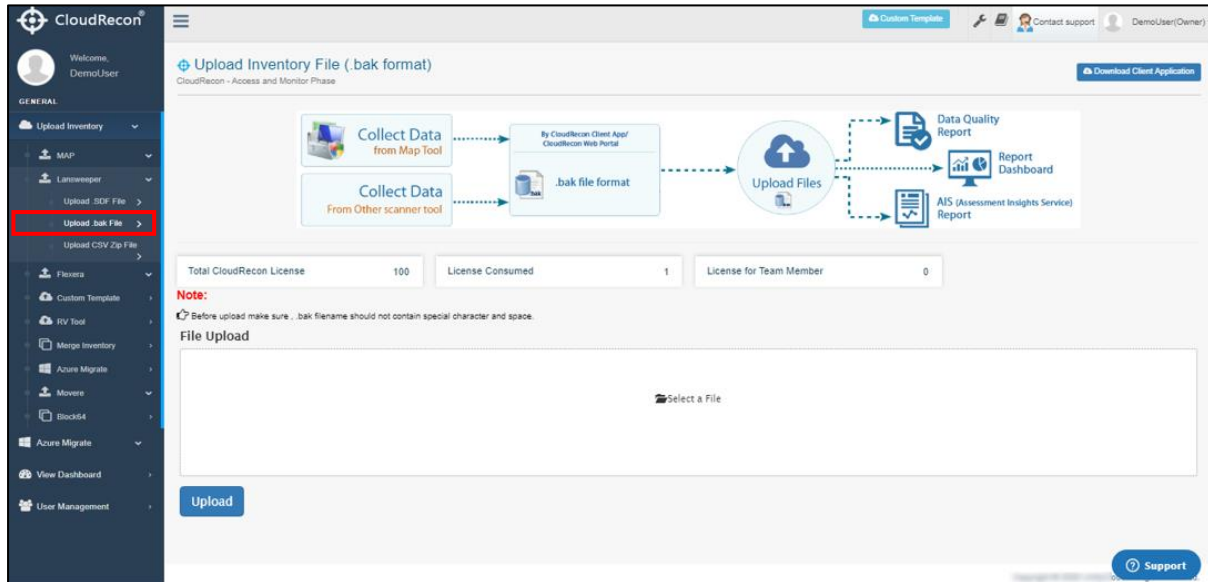 CloudRecon®
Custom Template
Contact support
DemoUser(Owner)
Welcome,
DemoUser
GENERAL
Upload Inventory
MAP
Lansweeper
Upload .SDF File
Upload .bak File
Upload CSV Zip File
Flexera
Custom Template
RV Tool
Merge Inventory
Azure Migrate
Movere
Block64
Azure Migrate
View Dashboard
User Management
Upload Inventory File (.bak format)
CloudRecon - Access and Monitor Phase
Download Client Application
Collect Data
from Map Tool
Collect Data
From Other scanner tool
By CloudRecon Client App/
CloudRecon Web Portal
.bak file format
Upload Files
Data Quality
Report
Report
Dashboard
AIS (Assessment Insights Service)
Report
Total CloudRecon License 100
License Consumed 1
License for Team Member 0
Note:
Before upload make sure , .bak filename should not contain special character and space.
File Upload
Select a File
Upload
Support